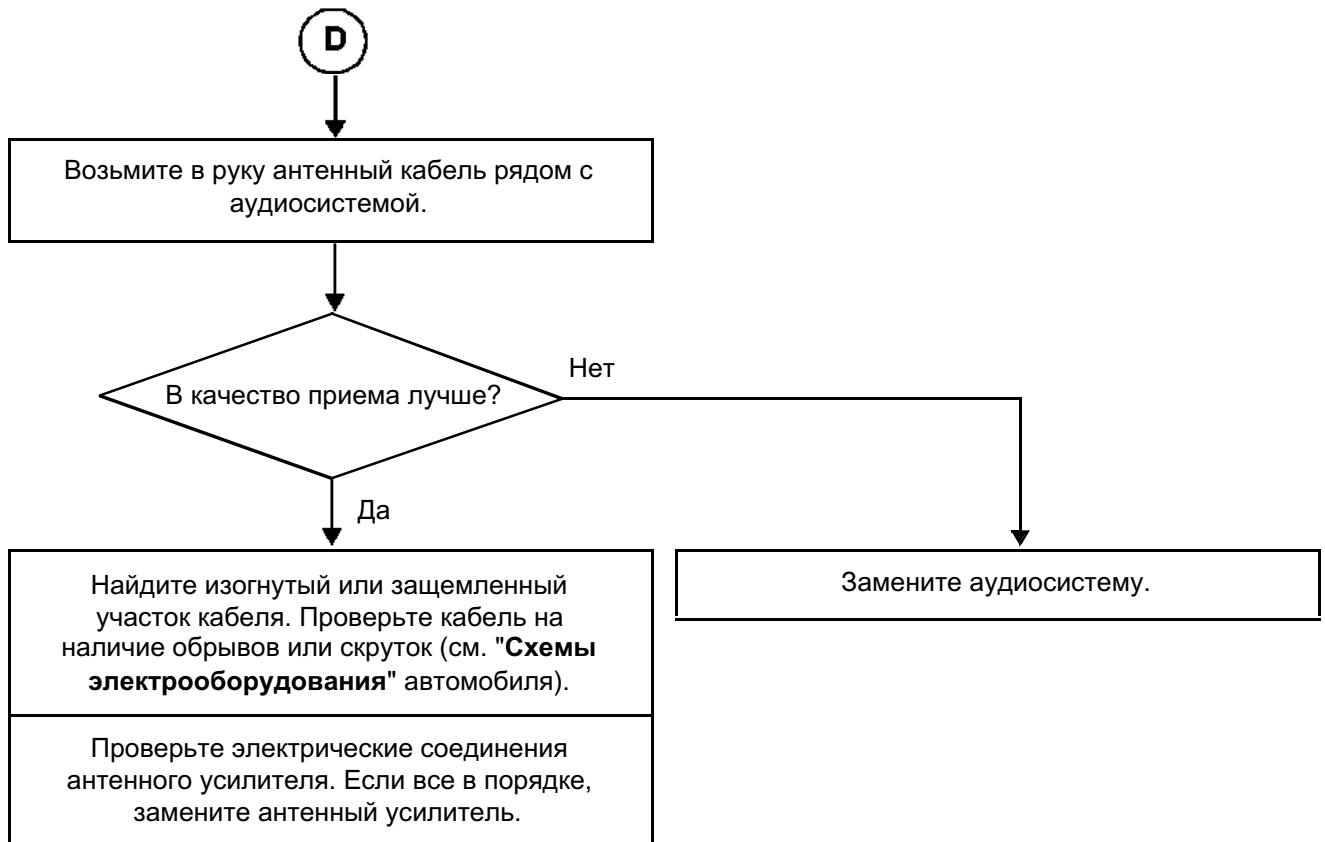 D
Возьмите в руку антенный кабель рядом с
аудиосистемой.
В качество приема лучше?
Нет
Да
Найдите изогнутый или защемленный
участок кабеля. Проверьте кабель на
наличие обрывов или скруток (см. "Схемы
электрооборудования" автомобиля).
Замените аудиосистему.
Проверьте электрические соединения
антенного усилителя. Если все в порядке,
замените антенный усилитель.